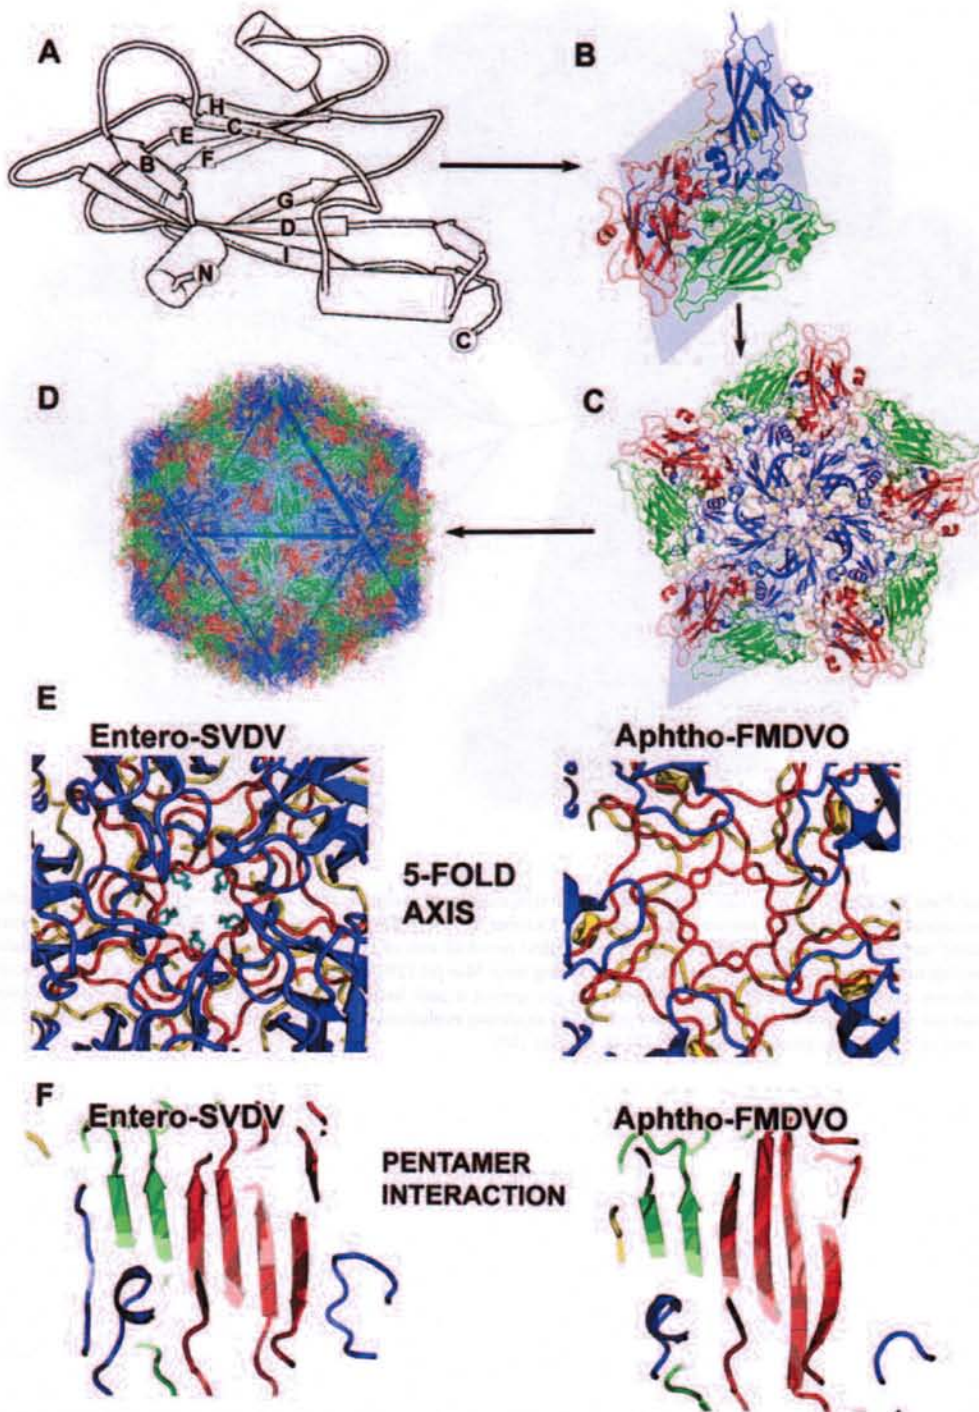 A
B
H
E
C
B
F
G
D
I
N
C
D
C
E
Entero-SVDV
Aphtho-FMDVO
5-FOLD
AXIS
F
Entero-SVDV
Aphtho-FMDVO
PENTAMER
INTERACTION